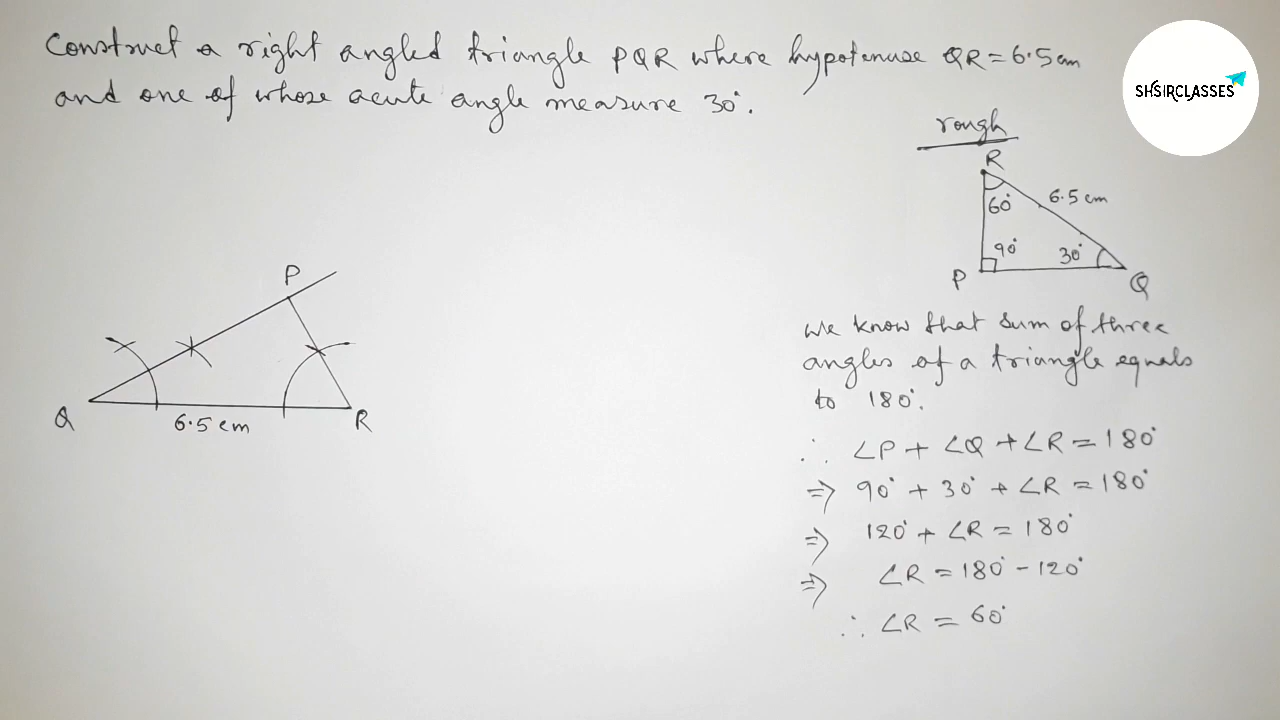 Construct a right angled triangle PQR where hypotenuse QR = 6.5 cm
and one of whose acute angle measure 30°.
SHSIRCLASSES
rough
R
60°
6.5 cm
90°
30°
P
Q
P
Q
6.5 cm
R
we know that sum of three
angles of a triangle equals
to 180°.
∴ ∠P + ∠Q + ∠R = 180°
⇒ 90° + 30° + ∠R = 180°
⇒ 120° + ∠R = 180°
⇒ ∠R = 180° - 120°
∴ ∠R = 60°